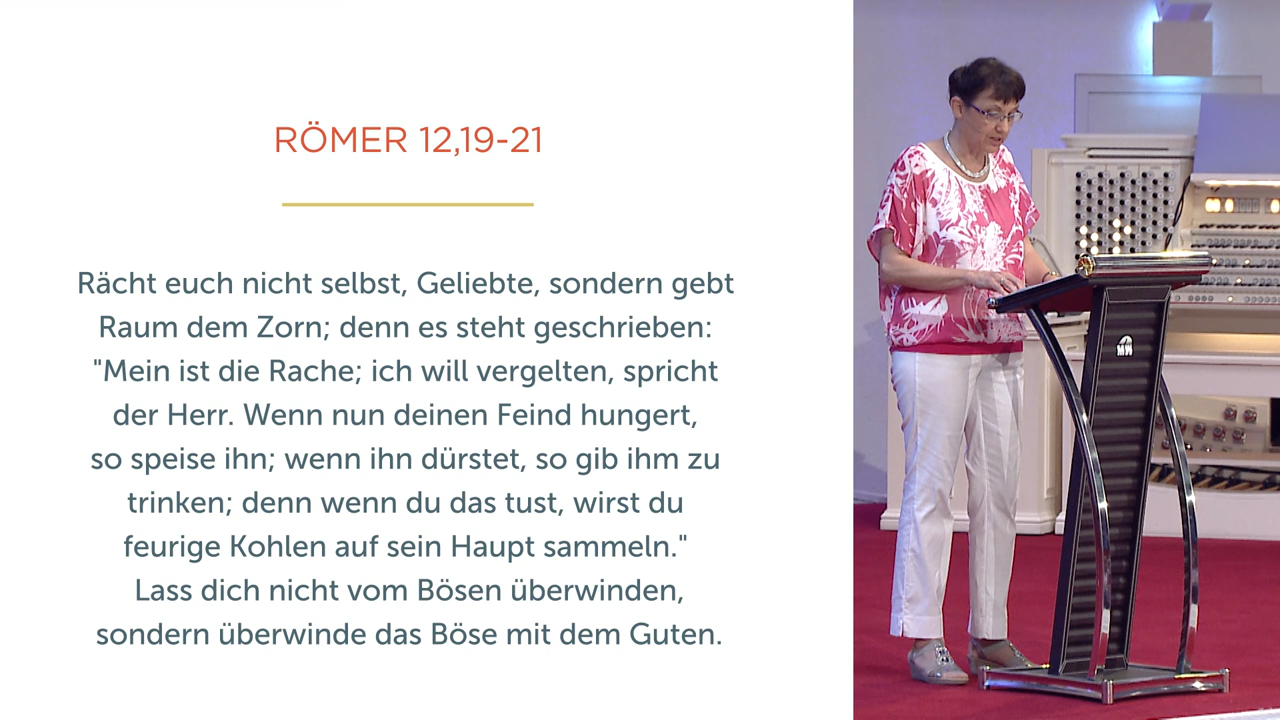 RÖMER 12,19-21
Rächt euch nicht selbst, Geliebte, sondern gebt
Raum dem Zorn; denn es steht geschrieben:
"Mein ist die Rache; ich will vergelten, spricht
der Herr. Wenn nun deinen Feind hungert,
so speise ihn; wenn ihn dürstet, so gib ihm zu
trinken; denn wenn du das tust, wirst du
feurige Kohlen auf sein Haupt sammeln."
Lass dich nicht vom Bösen überwinden,
sondern überwinde das Böse mit dem Guten.